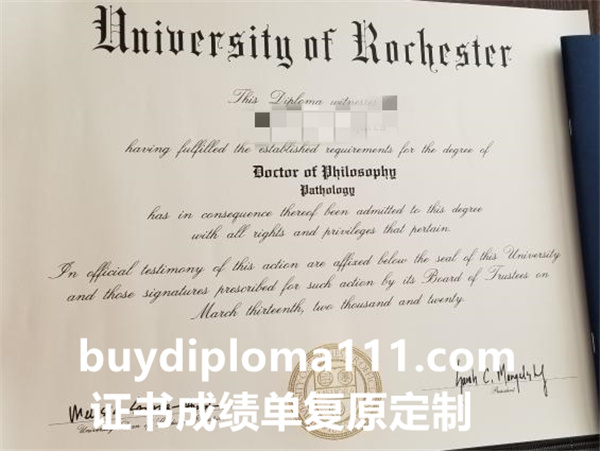 University of Rochester
This Diploma witnesses
having fulfilled the established requirements for the degree of
Doctor of Philosophy
Pathology
has in consequence thereof been admitted to this degree
with all rights and privileges that pertain.
In official testimony of this action are affixed below the seal of this University
and those signatures prescribed for such action by its Board of Trustees on
March thirteenth, two thousand and twenty.
buydiploma111.com
Sarah C. Mangelsdorf
President
证书成绩单复原定制